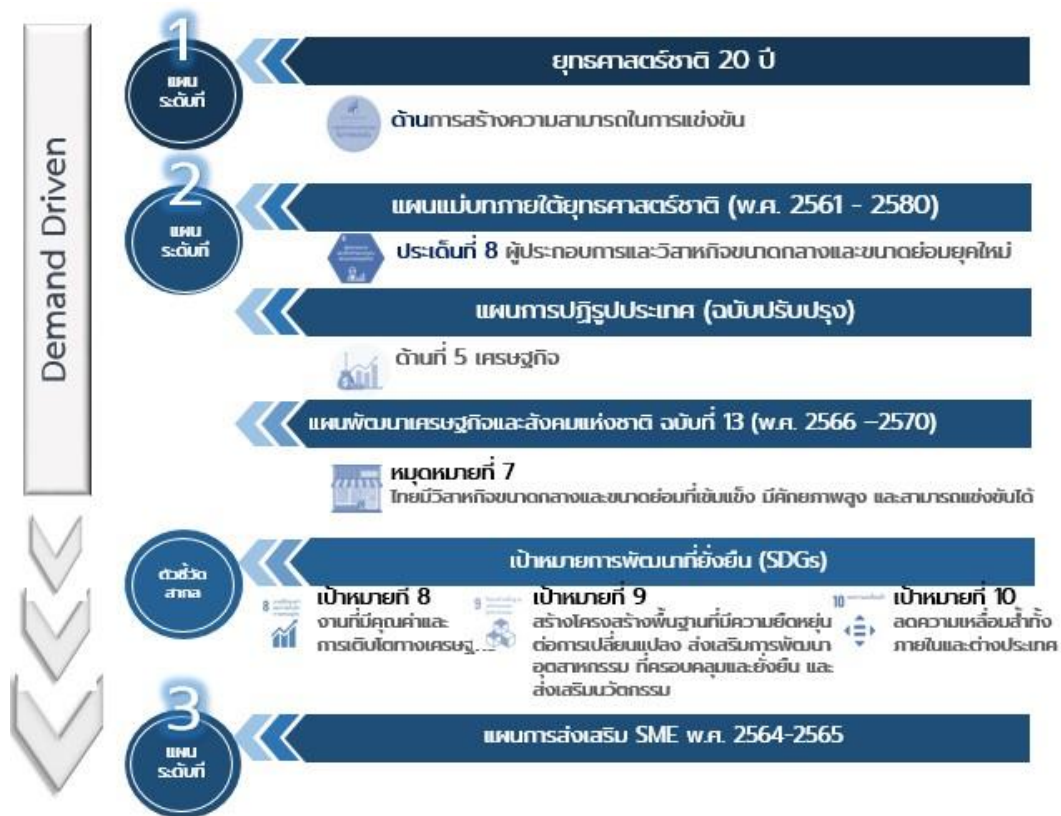 Demand Driven
1
แผน
ระดับที่
ยุทธศาสตร์ชาติ 20 ปี
ด้านการสร้างความสามารถในการแข่งขัน
2
แผน
ระดับที่
แผนแม่บทภายใต้ยุทธศาสตร์ชาติ (พ.ศ. 2561 - 2580)
ประเด็นที่ 8 ผู้ประกอบการและวิสาหกิจขนาดกลางและขนาดย่อมยุคใหม่
แผนการปฏิรูปประเทศ (ฉบับปรับปรุง)
ด้านที่ 5 เศรษฐกิจ
แผนพัฒนาเศรษฐกิจและสังคมแห่งชาติ ฉบับที่ 13 (พ.ศ. 2566 –2570)
หมุดหมายที่ 7
ไทยมีวิสาหกิจขนาดกลางและขนาดย่อมที่เข้มแข็ง มีศักยภาพสูง และสามารถแข่งขันได้
ตัวชี้วัด
สากล
เป้าหมายการพัฒนาที่ยั่งยืน (SDGs)
8
เป้าหมายที่ 8
งานที่มีคุณค่าและ
การเติบโตทางเศรษฐ...
9
เป้าหมายที่ 9
สร้างโครงสร้างพื้นฐานที่มีความยืดหยุ่น
ต่อการเปลี่ยนแปลง ส่งเสริมการพัฒนา
อุตสาหกรรม ที่ครอบคลุมและยั่งยืน และ
ส่งเสริมนวัตกรรม
10
เป้าหมายที่ 10
ลดความเหลื่อมล้ำทั้ง
ภายในและต่างประเทศ
3
แผน
ระดับที่
แผนการส่งเสริม SME พ.ศ. 2564-2565